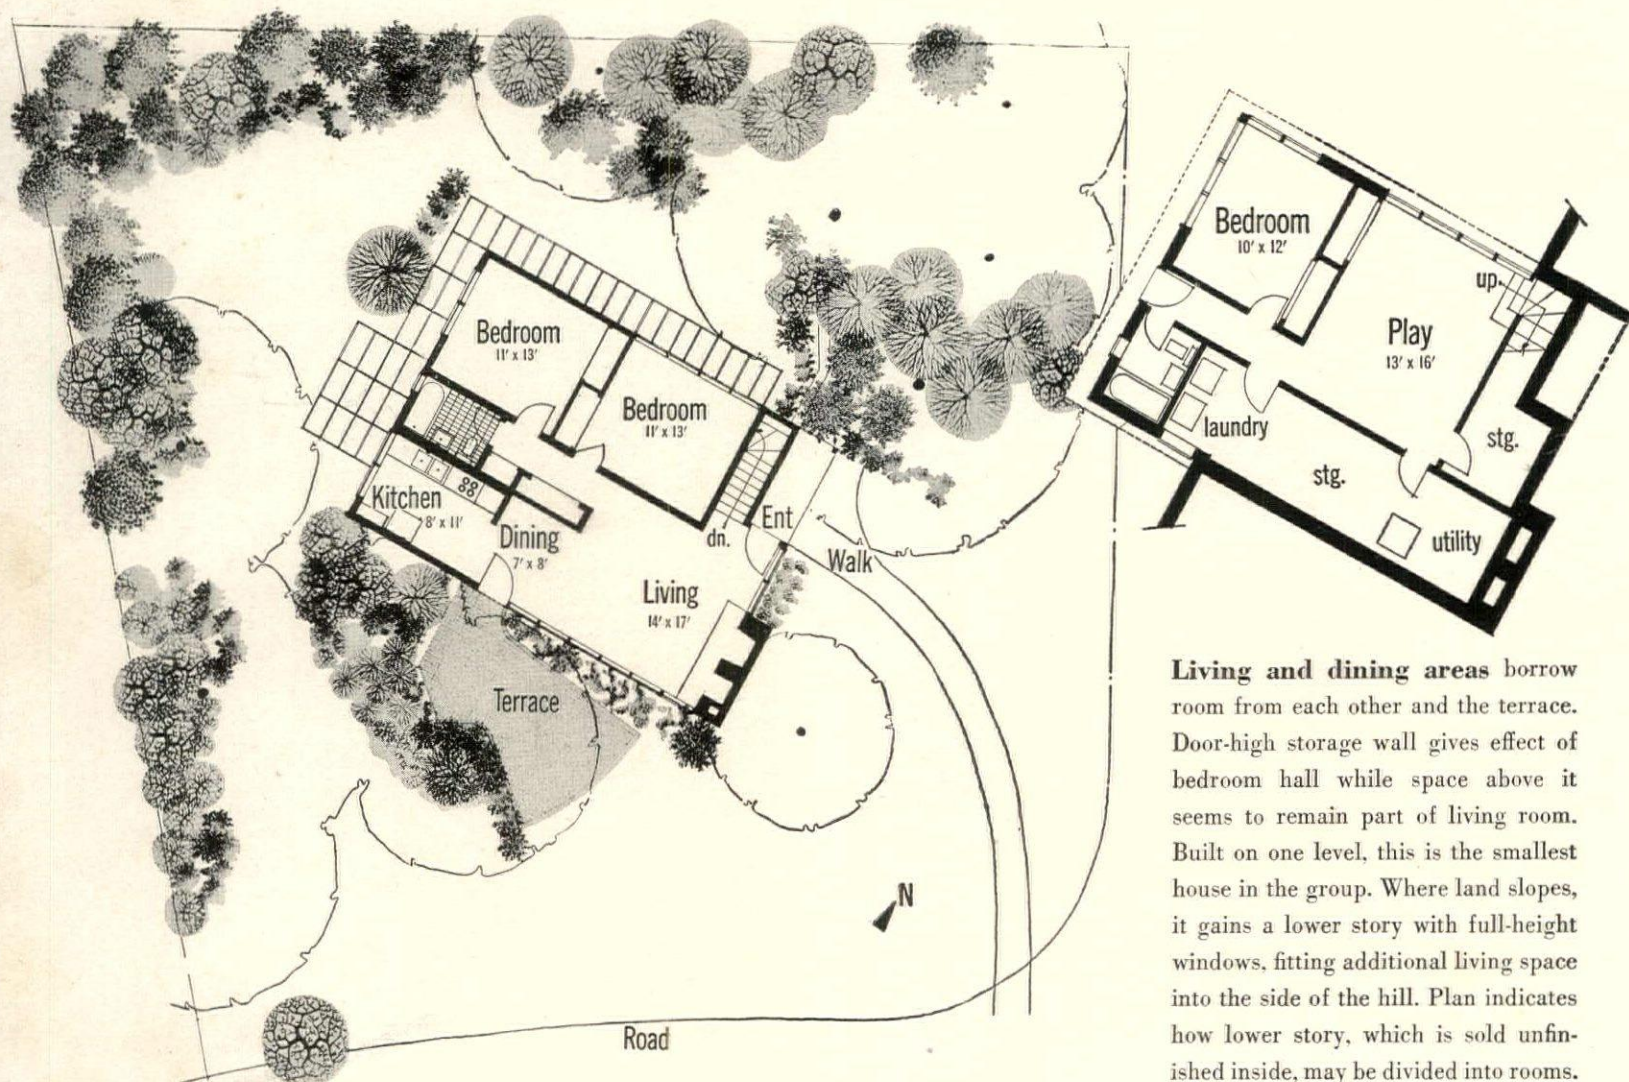 Bedroom
11' x 13'
Bedroom
11' x 13'
Kitchen
8' x 11'
Dining
7' x 8'
dn.
Ent
Walk
Living
14' x 17'
Terrace
N
Road
Bedroom
10' x 12'
up.
Play
13' x 16'
laundry
stg.
stg.
utility
Living and dining areas borrow
room from each other and the terrace.
Door-high storage wall gives effect of
bedroom hall while space above it
seems to remain part of living room.
Built on one level, this is the smallest
house in the group. Where land slopes,
it gains a lower story with full-height
windows, fitting additional living space
into the side of the hill. Plan indicates
how lower story, which is sold unfin-
ished inside, may be divided into rooms.